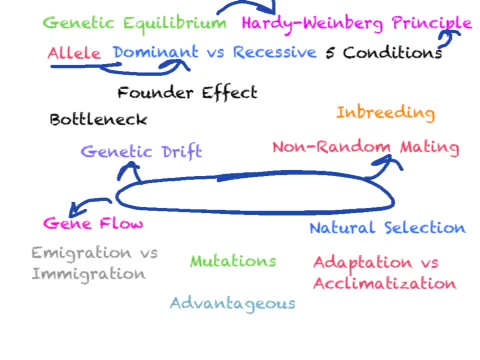 Genetic Equilibrium Hardy-Weinberg Principle
Allele Dominant vs Recessive 5 Conditions
Founder Effect
Inbreeding
Bottleneck
Genetic Drift
Non-Random Mating
Gene Flow
Natural Selection
Emigration vs
Immigration
Mutations
Adaptation vs
Acclimatization
Advantageous